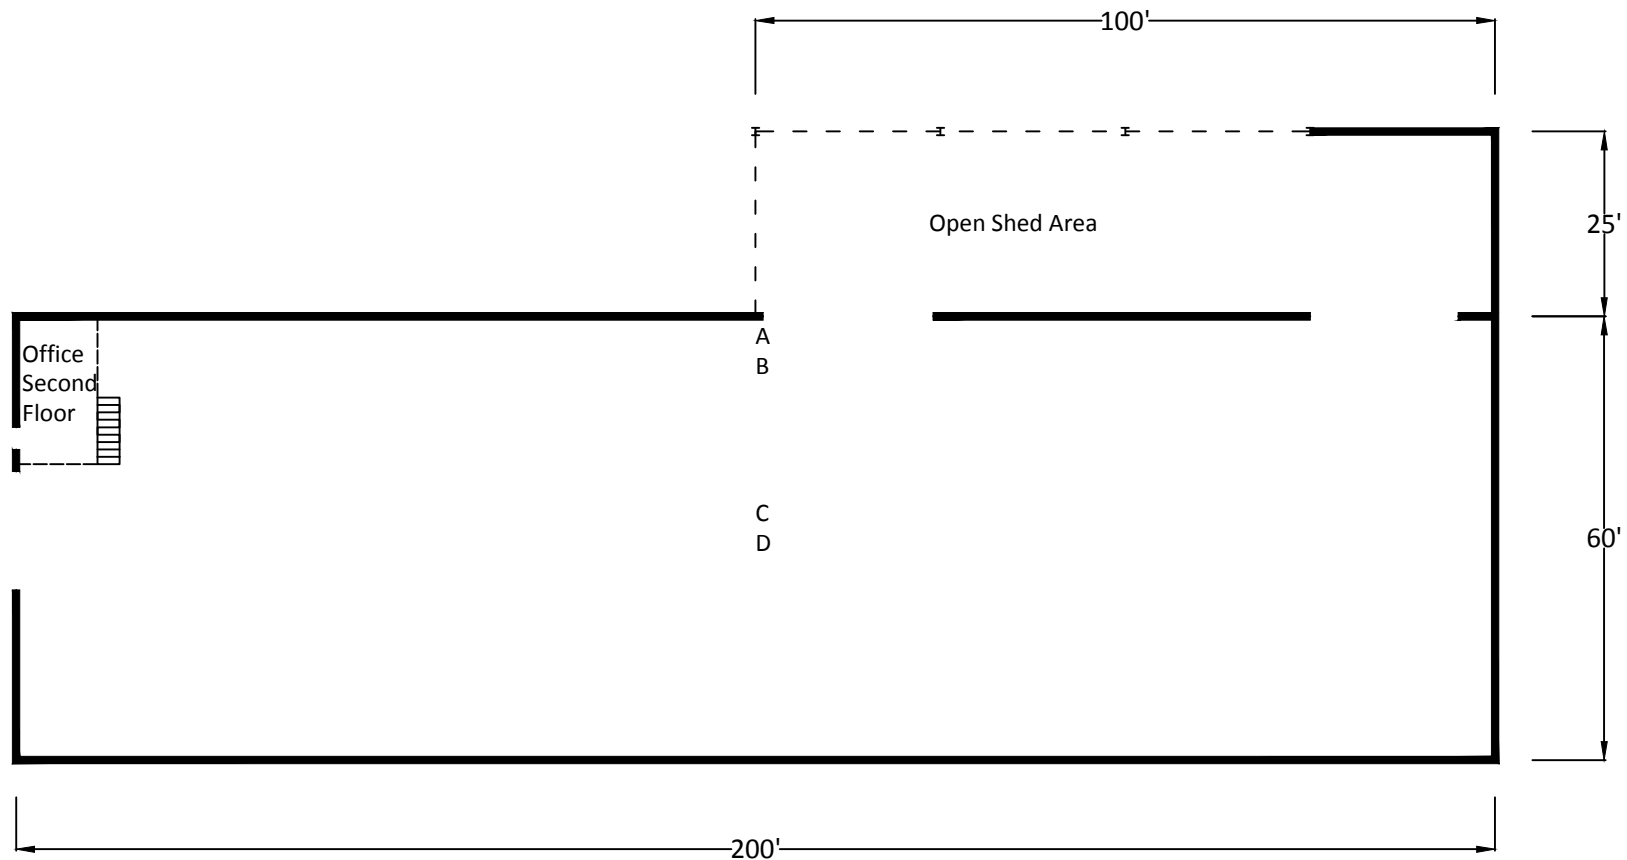 100'
Open Shed Area
25'
Office
Second
Floor
A
B
C
D
60'
200'